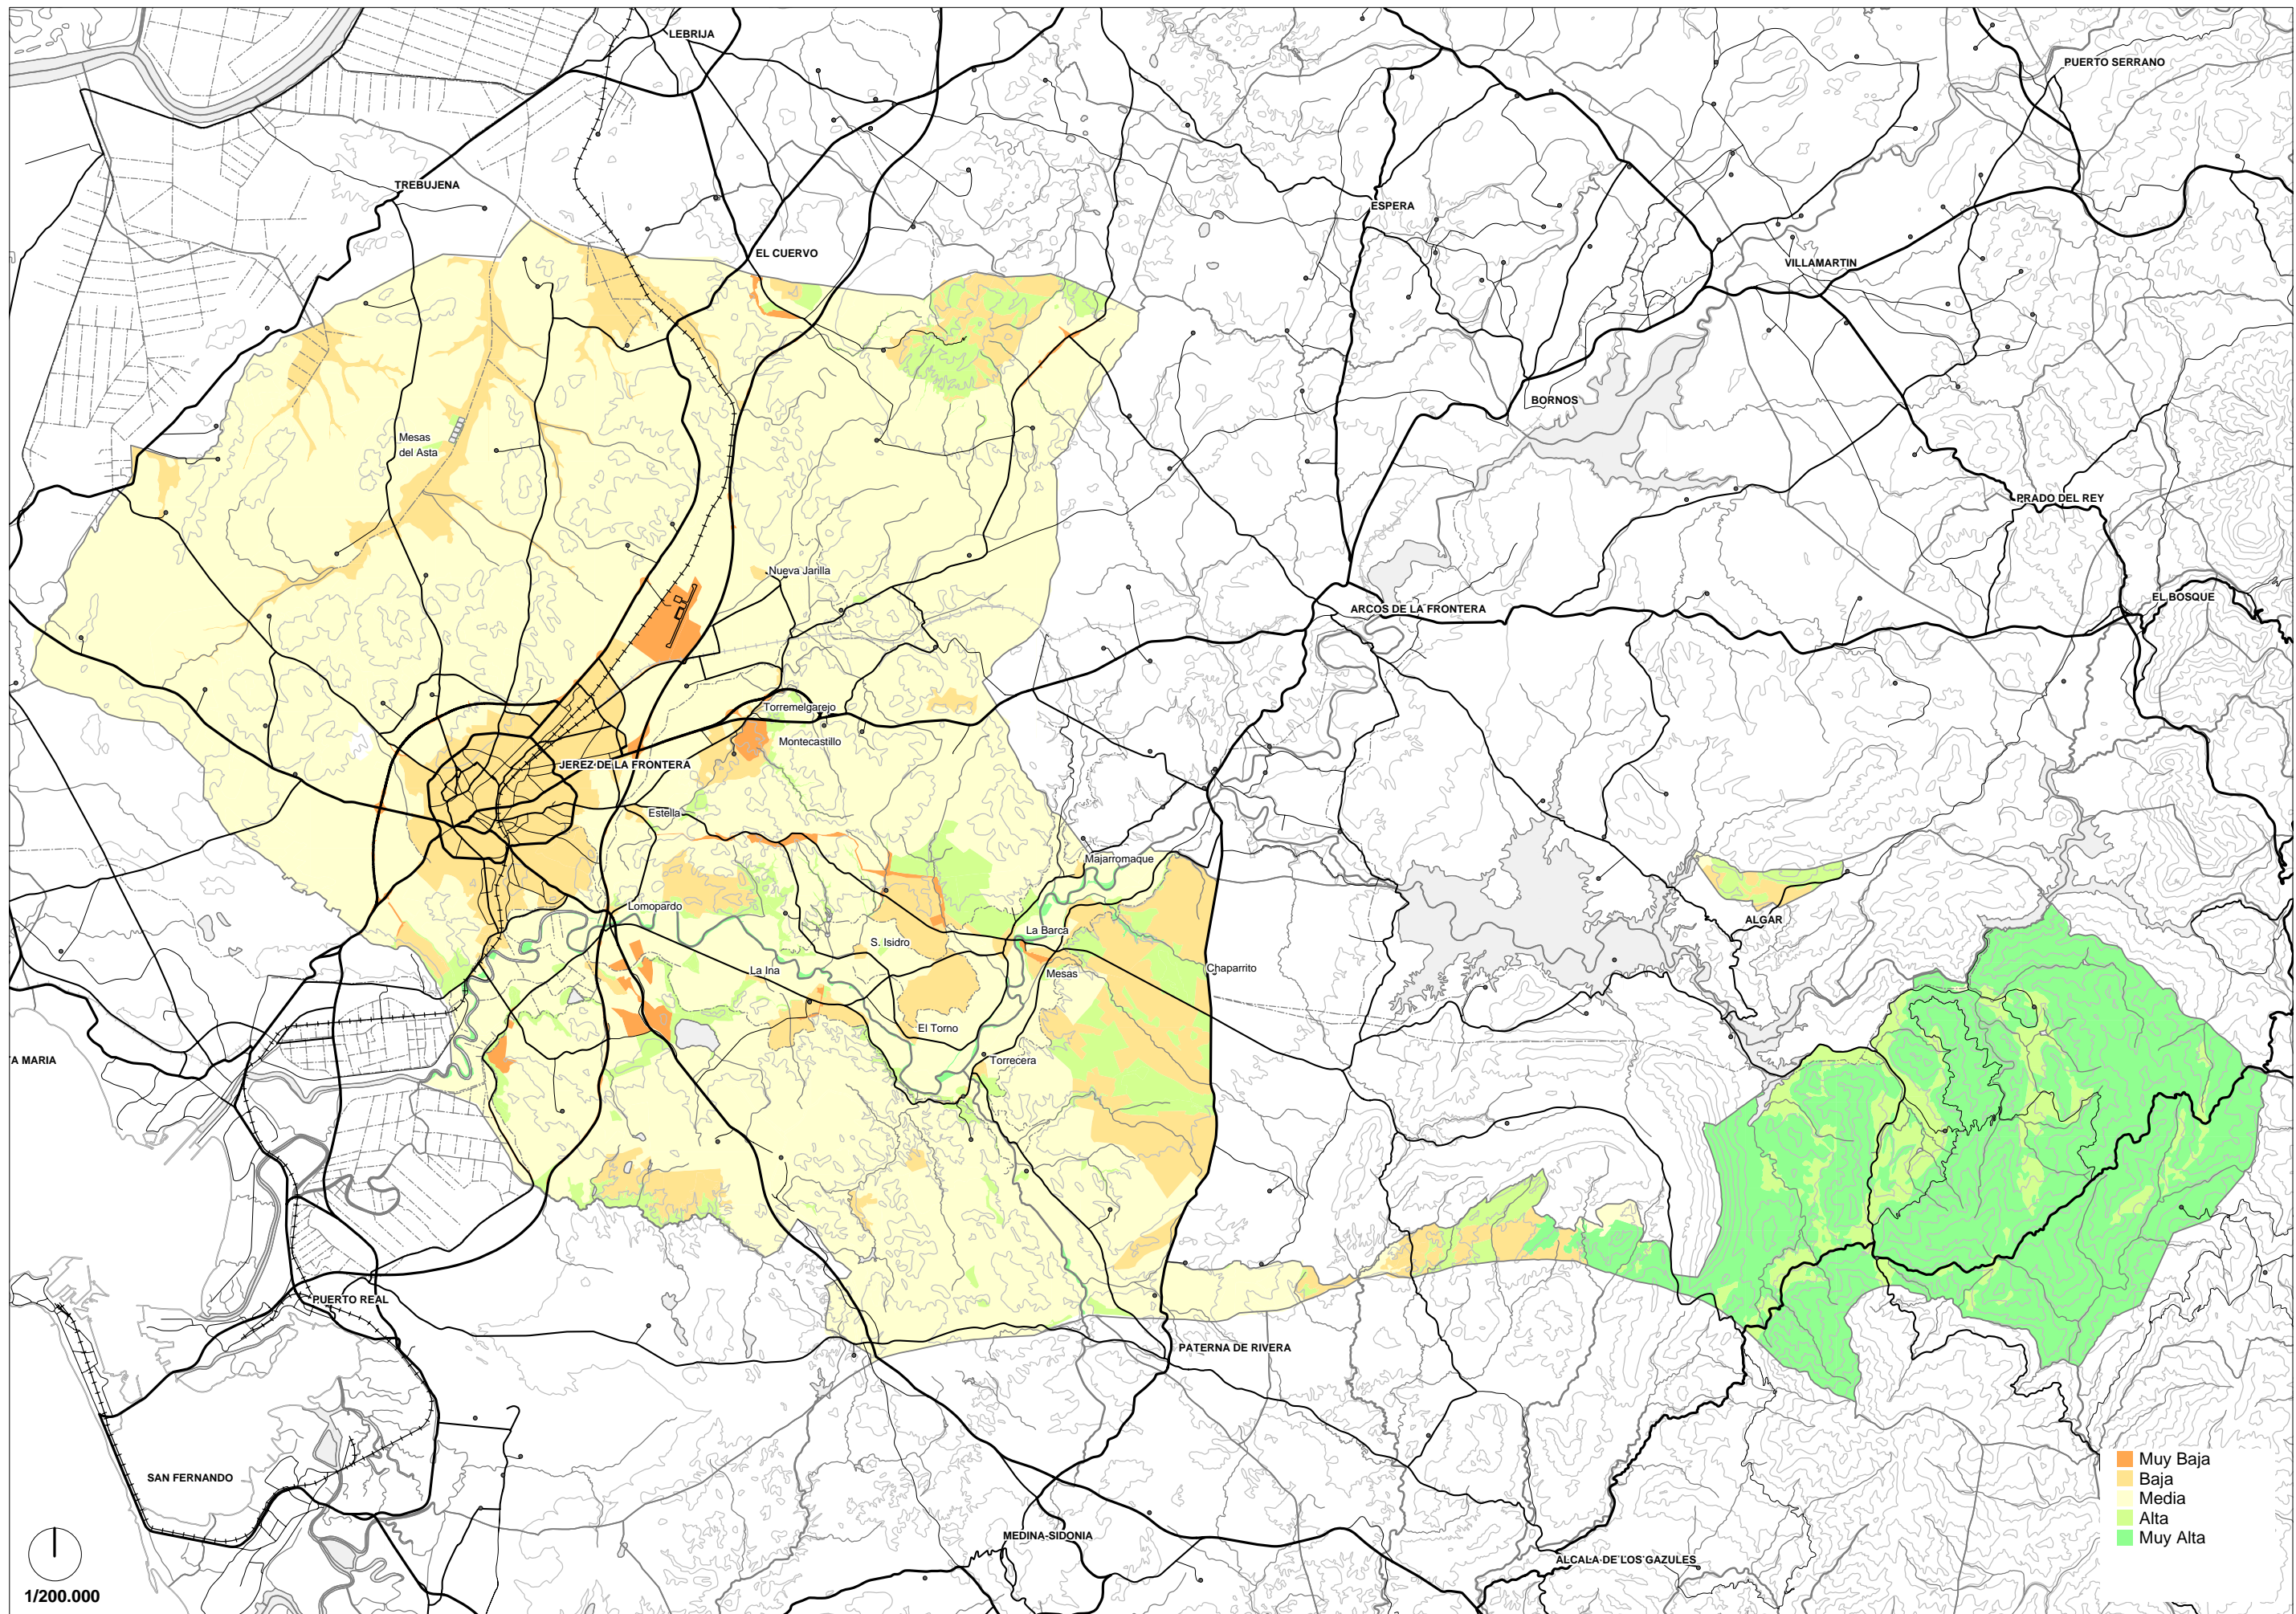 LEBRIJA
PUERTO SERRANO
TREBUJENA
ESPERA
EL CUERVO
VILLAMARTIN
BORNOS
Mesas
del Asta
PRADO DEL REY
Nueva Jarilla
EL BOSQUE
ARCOS DE LA FRONTERA
Torremelgarejo
Montecastillo
JEREZ DE LA FRONTERA
Estella
Majarromaque
Lomopardo
ALGAR
La Barca
S. Isidro
La Ina
Mesas
Chaparrito
El Torno
TA MARIA
Torrecera
PUERTO REAL
PATERNA DE RIVERA
SAN FERNANDO
MEDINA-SIDONIA
ALCALA DE LOS GAZULES
Muy Baja
Baja
Media
Alta
Muy Alta
1/200.000